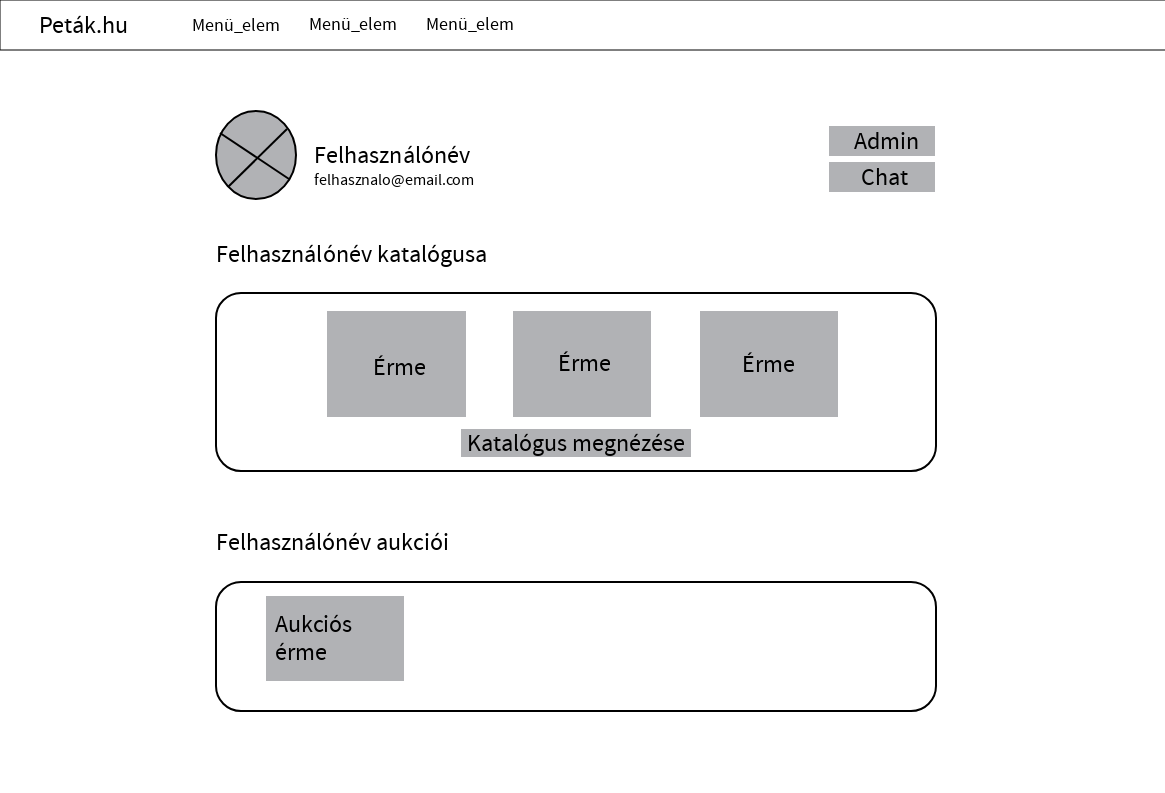 Peták.hu Menü_elem Menü_elem Menü_elem
Felhasználónév
felhasznalo@email.com
Admin
Chat
Felhasználónév katalógusa
Érme Érme Érme
Katalógus megnézése
Felhasználónév aukciói
Aukciós
érme